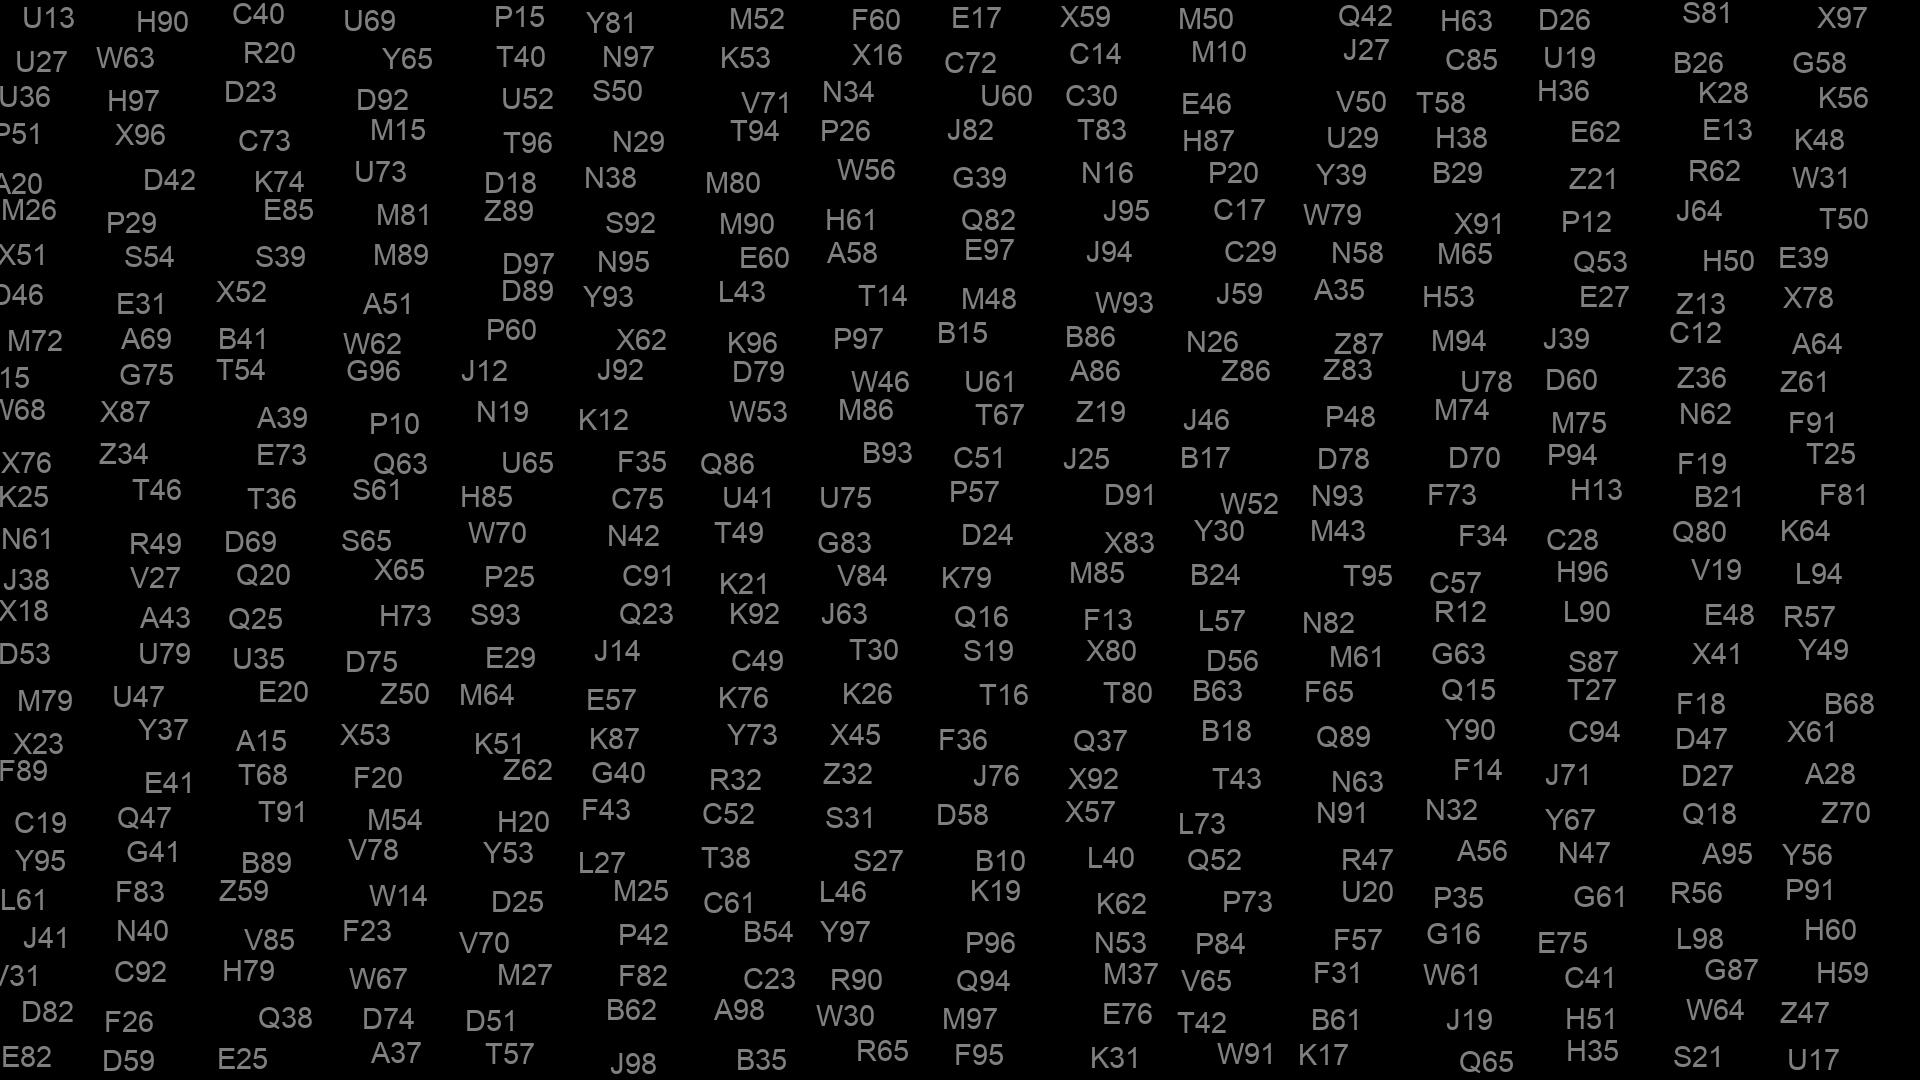 U13 H90 C40 U69 P15 Y81 M52 F60 E17 X59 M50 Q42 H63 D26 S81 X97
U27 W63 R20 Y65 T40 N97 K53 X16 C72 C14 M10 J27 C85 U19 B26 G58
U36 H97 D23 D92 U52 S50 V71 N34 U60 C30 E46 V50 T58 H36 K28 K56
P51 X96 C73 M15 T96 N29 T94 P26 J82 T83 H87 U29 H38 E62 E13 K48
A20 D42 K74 U73 D18 N38 M80 W56 G39 N16 P20 Y39 B29 Z21 R62 W31
M26 P29 E85 M81 Z89 S92 M90 H61 Q82 J95 C17 W79 X91 P12 J64 T50
X51 S54 S39 M89 D97 N95 E60 A58 E97 J94 C29 N58 M65 Q53 H50 E39
D46 E31 X52 A51 D89 Y93 L43 T14 M48 W93 J59 A35 H53 E27 Z13 X78
M72 A69 B41 W62 P60 X62 K96 P97 B15 B86 N26 Z87 M94 J39 C12 A64
15 G75 T54 G96 J12 J92 D79 W46 U61 A86 Z86 Z83 U78 D60 Z36 Z61
W68 X87 A39 P10 N19 K12 W53 M86 T67 Z19 J46 P48 M74 M75 N62 F91
X76 Z34 E73 Q63 U65 F35 Q86 B93 C51 J25 B17 D78 D70 P94 F19 T25
K25 T46 T36 S61 H85 C75 U41 U75 P57 D91 W52 N93 F73 H13 B21 F81
N61 R49 D69 S65 W70 N42 T49 G83 D24 X83 Y30 M43 F34 C28 Q80 K64
J38 V27 Q20 X65 P25 C91 K21 V84 K79 M85 B24 T95 C57 H96 V19 L94
X18 A43 Q25 H73 S93 Q23 K92 J63 Q16 F13 L57 N82 R12 L90 E48 R57
D53 U79 U35 D75 E29 J14 C49 T30 S19 X80 D56 M61 G63 S87 X41 Y49
M79 U47 E20 Z50 M64 E57 K76 K26 T16 T80 B63 F65 Q15 T27 F18 B68
X23 Y37 A15 X53 K51 K87 Y73 X45 F36 Q37 B18 Q89 Y90 C94 D47 X61
F89 E41 T68 F20 Z62 G40 R32 Z32 J76 X92 T43 N63 F14 J71 D27 A28
C19 Q47 T91 M54 H20 F43 C52 S31 D58 X57 L73 N91 N32 Y67 Q18 Z70
Y95 G41 B89 V78 Y53 L27 T38 S27 B10 L40 Q52 R47 A56 N47 A95 Y56
L61 F83 Z59 W14 D25 M25 C61 L46 K19 K62 P73 U20 P35 G61 R56 P91
J41 N40 V85 F23 V70 P42 B54 Y97 P96 N53 P84 F57 G16 E75 L98 H60
V31 C92 H79 W67 M27 F82 C23 R90 Q94 M37 V65 F31 W61 C41 G87 H59
D82 F26 Q38 D74 D51 B62 A98 W30 M97 E76 T42 B61 J19 H51 W64 Z47
E82 D59 E25 A37 T57 J98 B35 R65 F95 K31 W91 K17 Q65 H35 S21 U17